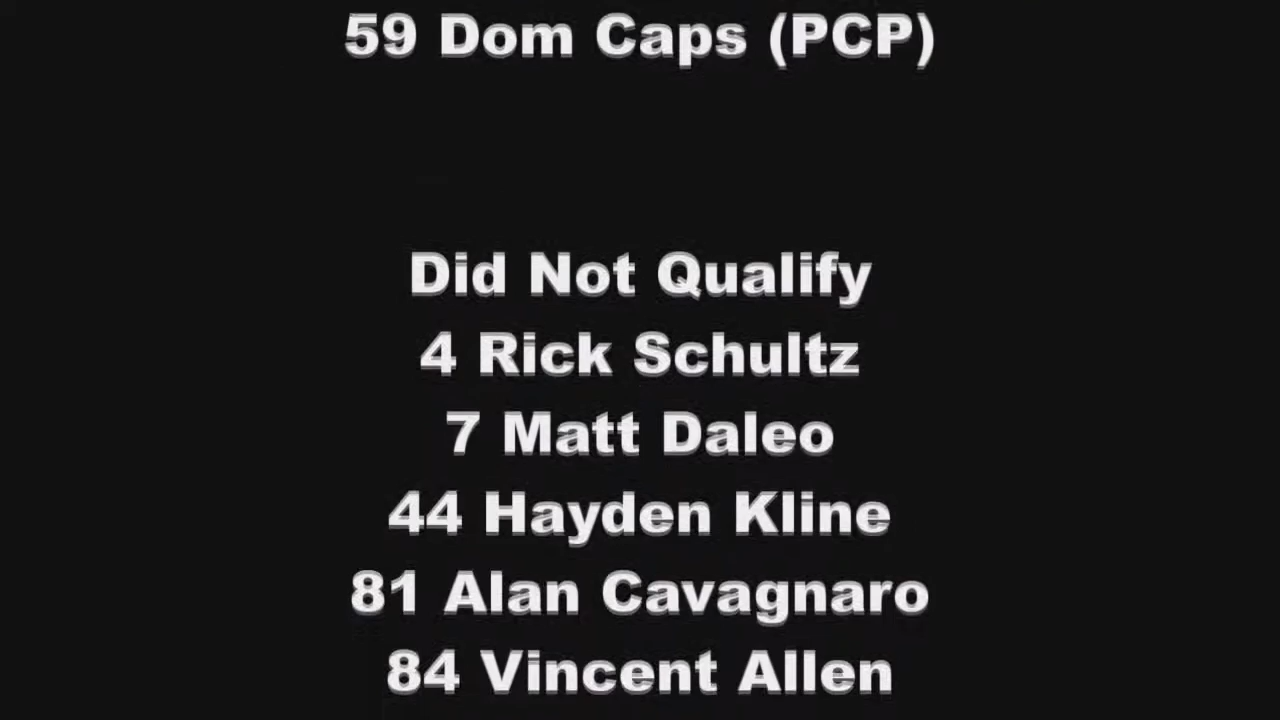 59 Dom Caps (PCP)
Did Not Qualify
4 Rick Schultz
7 Matt Daleo
44 Hayden Kline
81 Alan Cavagnaro
84 Vincent Allen